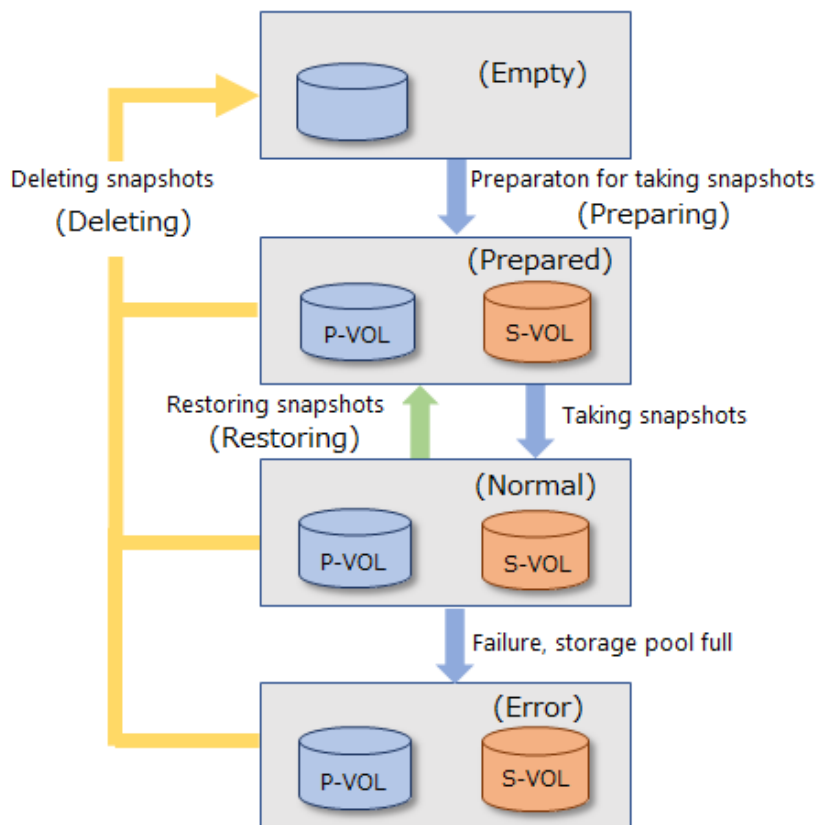 (Empty)
Deleting snapshots
(Deleting)
Preparaton for taking snapshots
(Preparing)
(Prepared)
P-VOL
S-VOL
Restoring snapshots
(Restoring)
Taking snapshots
(Normal)
P-VOL
S-VOL
Failure, storage pool full
(Error)
P-VOL
S-VOL